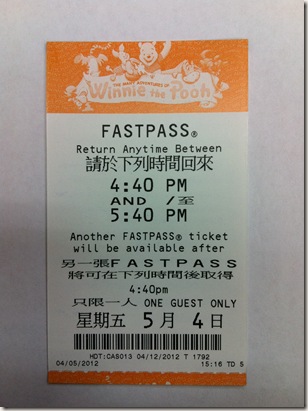 THE MANY ADVENTURES OF
Winnie the Pooh
FASTPASS®
Return Anytime Between
請於下列時間回來
4:40 PM
AND /至
5:40 PM
Another FASTPASS® ticket
will be available after
另一張FASTPASS
將可在下列時間後取得
4:40pm
只限一人 ONE GUEST ONLY
星期五 5月 4日
HDT:CAS013 04/12/2012 T 1792
04/05/2012 15:16 TD 5